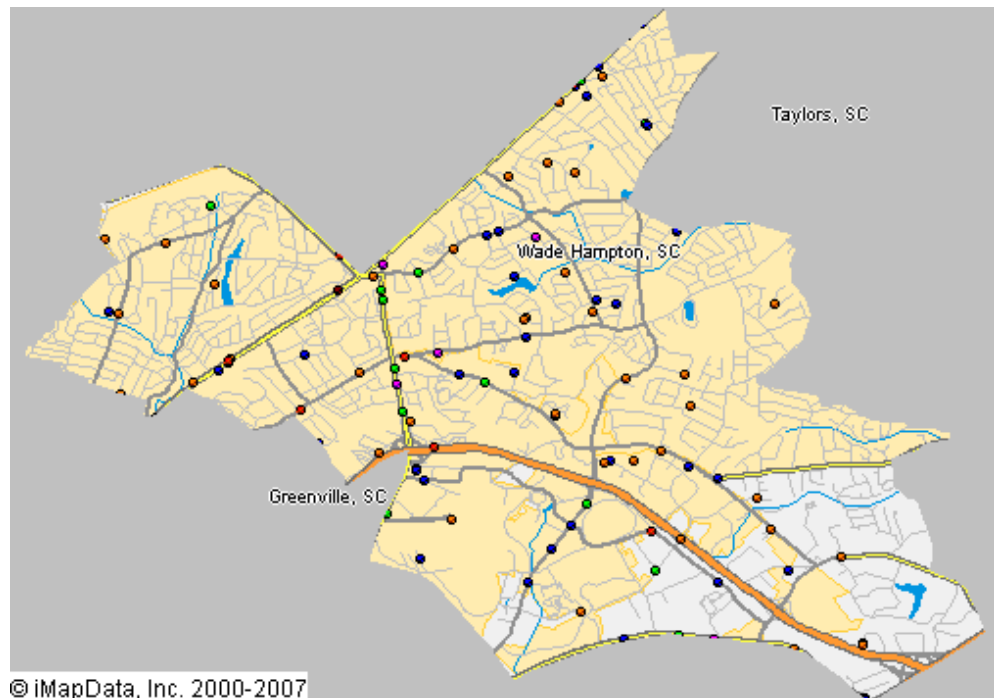 Taylors, SC
Wade Hampton, SC
Greenville, SC
© iMapData, Inc. 2000-2007